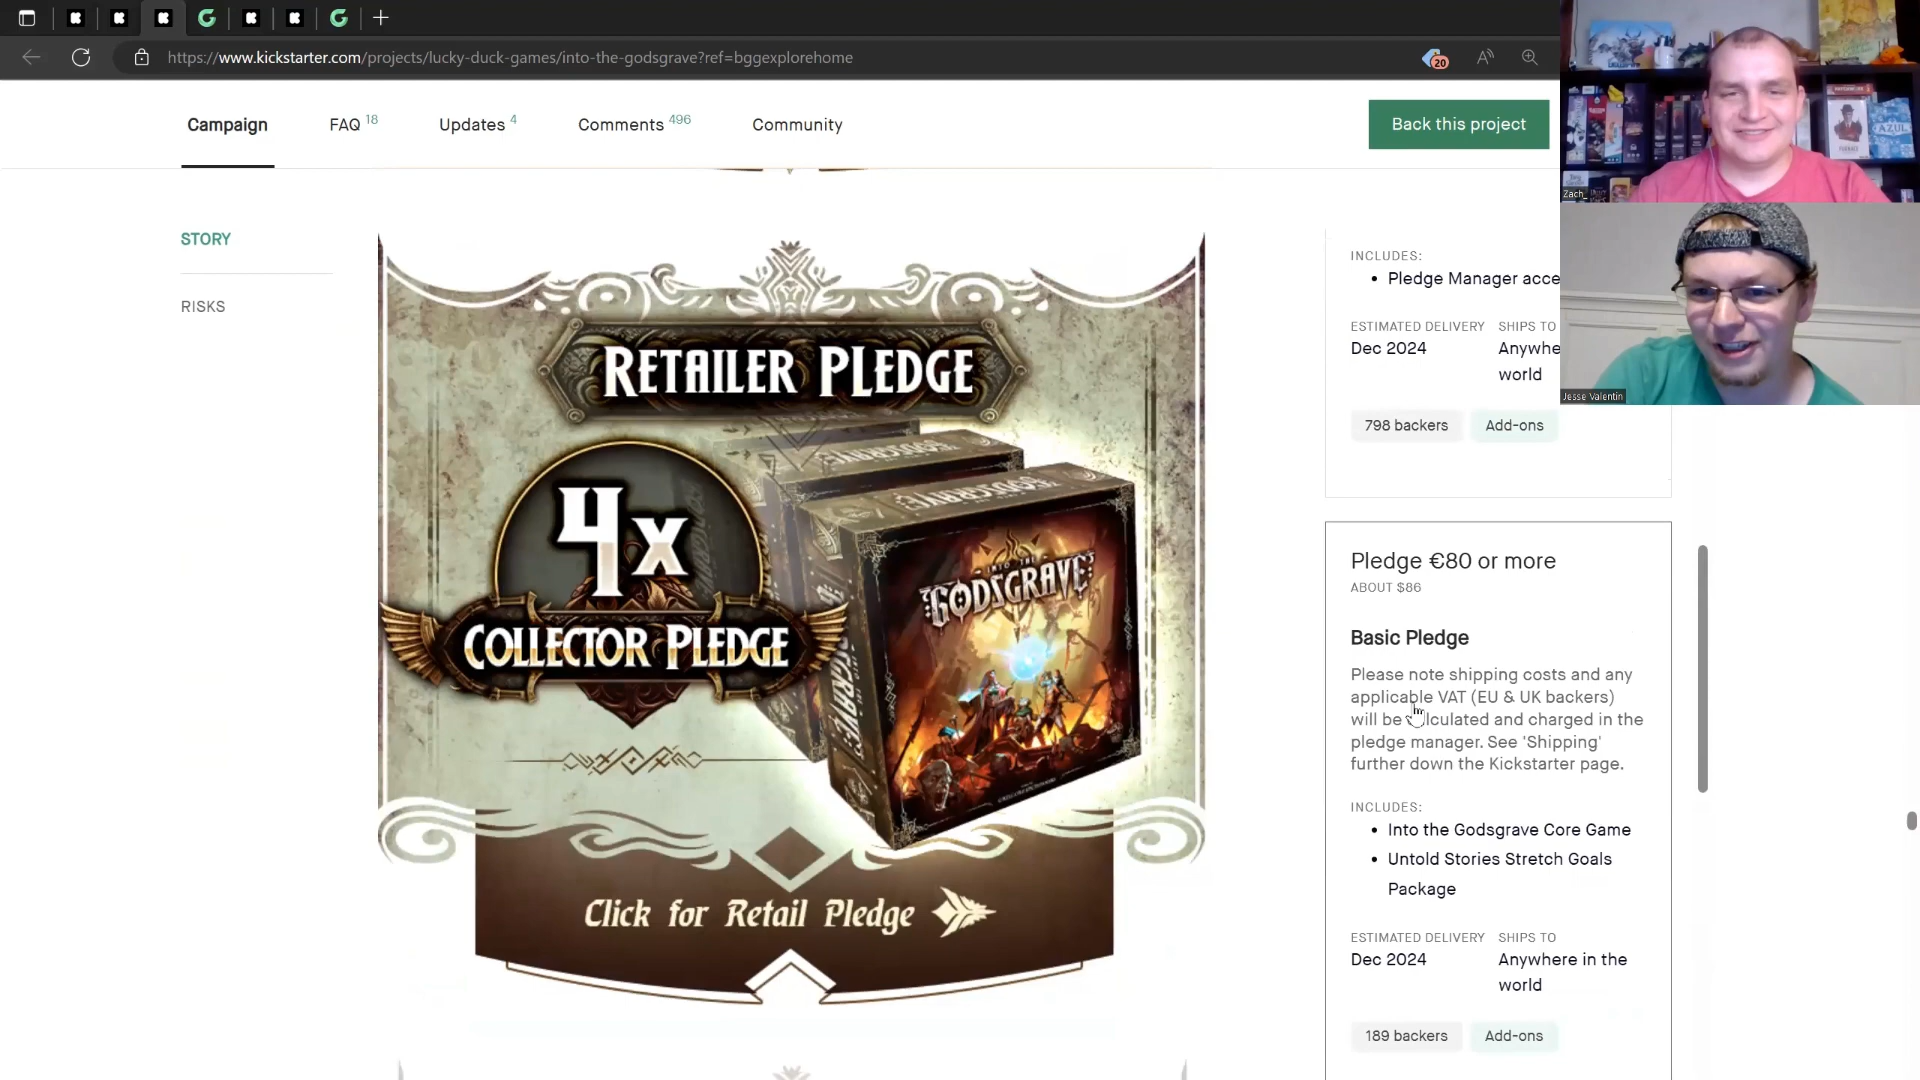 https://www.kickstarter.com/projects/lucky-duck-games/into-the-godsgrave?ref=bggexplorehome
20
Campaign
FAQ 18
Updates 4
Comments 496
Community
Back this project
STORY
RISKS
RETAILER PLEDGE
4x
COLLECTOR PLEDGE
INTO THE
GODSGRAVE
GODSGRAVE
Click for Retail Pledge
INCLUDES:
• Pledge Manager acce
ESTIMATED DELIVERY
Dec 2024
SHIPS TO
Anywhe
world
798 backers
Add-ons
Pledge €80 or more
ABOUT $86
Basic Pledge
Please note shipping costs and any
applicable VAT (EU & UK backers)
will be calculated and charged in the
pledge manager. See 'Shipping'
further down the Kickstarter page.
INCLUDES:
• Into the Godsgrave Core Game
• Untold Stories Stretch Goals
Package
ESTIMATED DELIVERY
Dec 2024
SHIPS TO
Anywhere in the
world
189 backers
Add-ons
Zach_
AZUL
Jesse Valentin